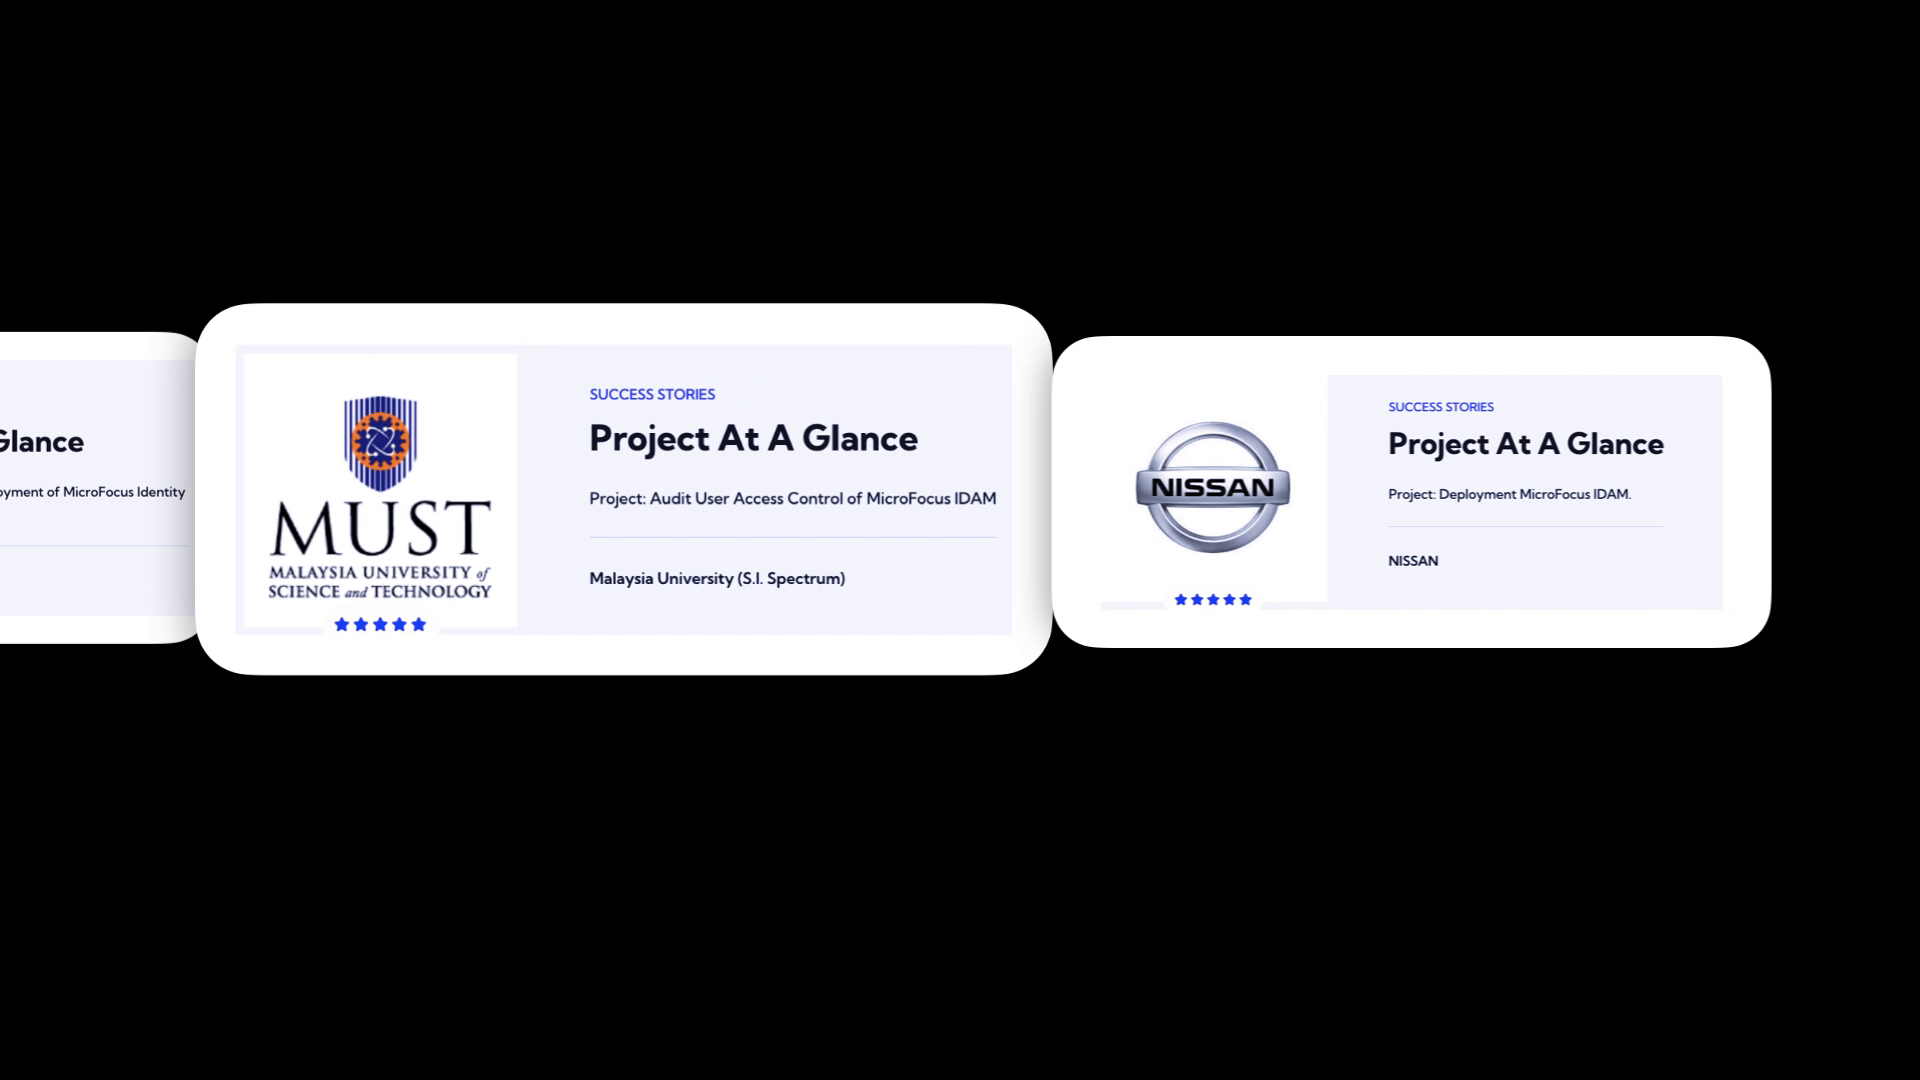 Glance
oyment of MicroFocus Identity
MUST
MALAYSIA UNIVERSITY of
SCIENCE and TECHNOLOGY
SUCCESS STORIES
Project At A Glance
Project: Audit User Access Control of MicroFocus IDAM
Malaysia University (S.I. Spectrum)
NISSAN
SUCCESS STORIES
Project At A Glance
Project: Deployment MicroFocus IDAM.
NISSAN